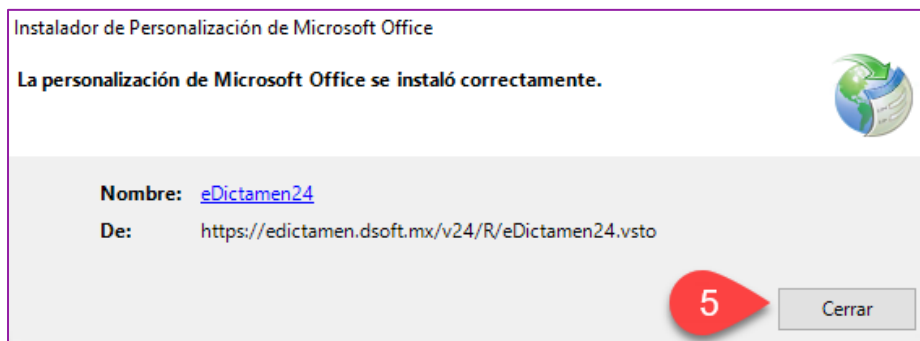 Instalador de Personalización de Microsoft Office
La personalización de Microsoft Office se instaló correctamente.
Nombre: eDictamen24
De: https://edictamen.dsoft.mx/v24/R/eDictamen24.vsto
5 Cerrar